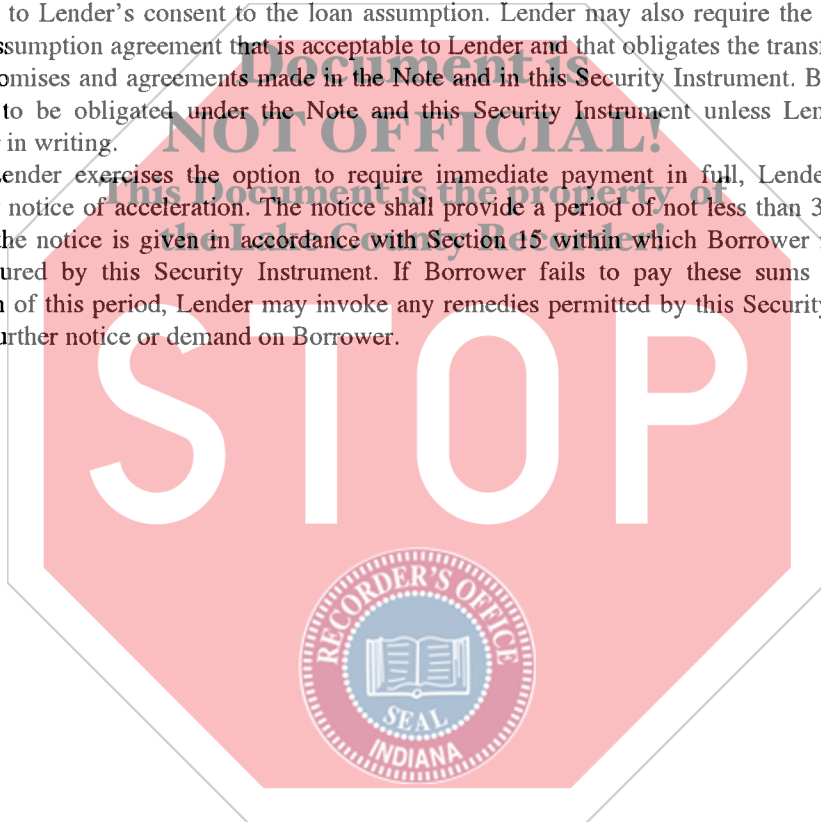 to Lender’s consent to the loan assumption. Lender may also require the
ssumption agreement that is acceptable to Lender and that obligates the transf
omises and agreements made in the Note and in this Security Instrument. B
to be obligated under the Note and this Security Instrument unless Len
in writing.
ender exercises the option to require immediate payment in full, Lende
notice of acceleration. The notice shall provide a period of not less than 3
he notice is given in accordance with Section 15 within which Borrower
ured by this Security Instrument. If Borrower fails to pay these sums
n of this period, Lender may invoke any remedies permitted by this Security
urther notice or demand on Borrower.
Document is
NOT OFFICIAL!
This Document is the property of
the Lake County Recorder!
STOP
RECORDER’S OFFICE
SEAL
INDIANA